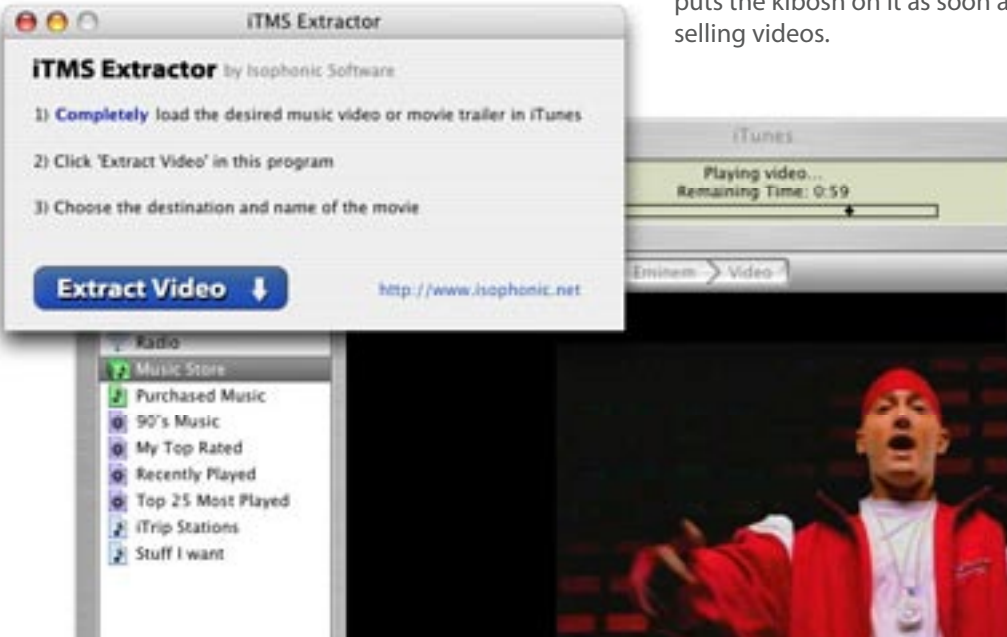 puts the kibosh on it as soon a
selling videos.
iTMS Extractor
iTMS Extractor by Isophonic Software
1) Completely load the desired music video or movie trailer in iTunes
2) Click 'Extract Video' in this program
3) Choose the destination and name of the movie
Extract Video
http://www.isophonic.net
iTunes
Playing video...
Remaining Time: 0:59
Eminem Video
Radio
Music Store
Purchased Music
90's Music
My Top Rated
Recently Played
Top 25 Most Played
iTrip Stations
Stuff I want